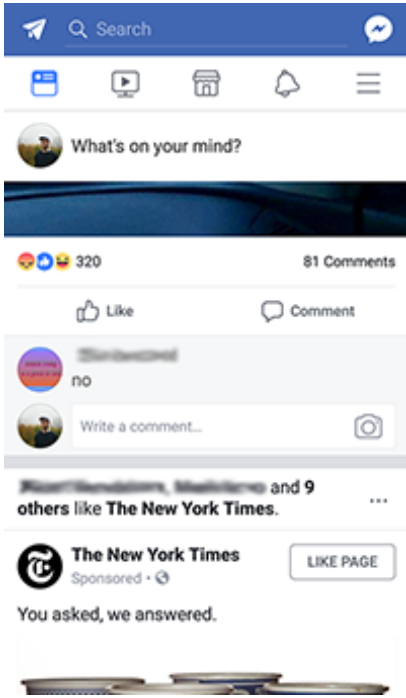 Search
What's on your mind?
320
81 Comments
Like
Comment
no
Write a comment...
and 9
others like The New York Times.
The New York Times
LIKE PAGE
Sponsored
You asked, we answered.